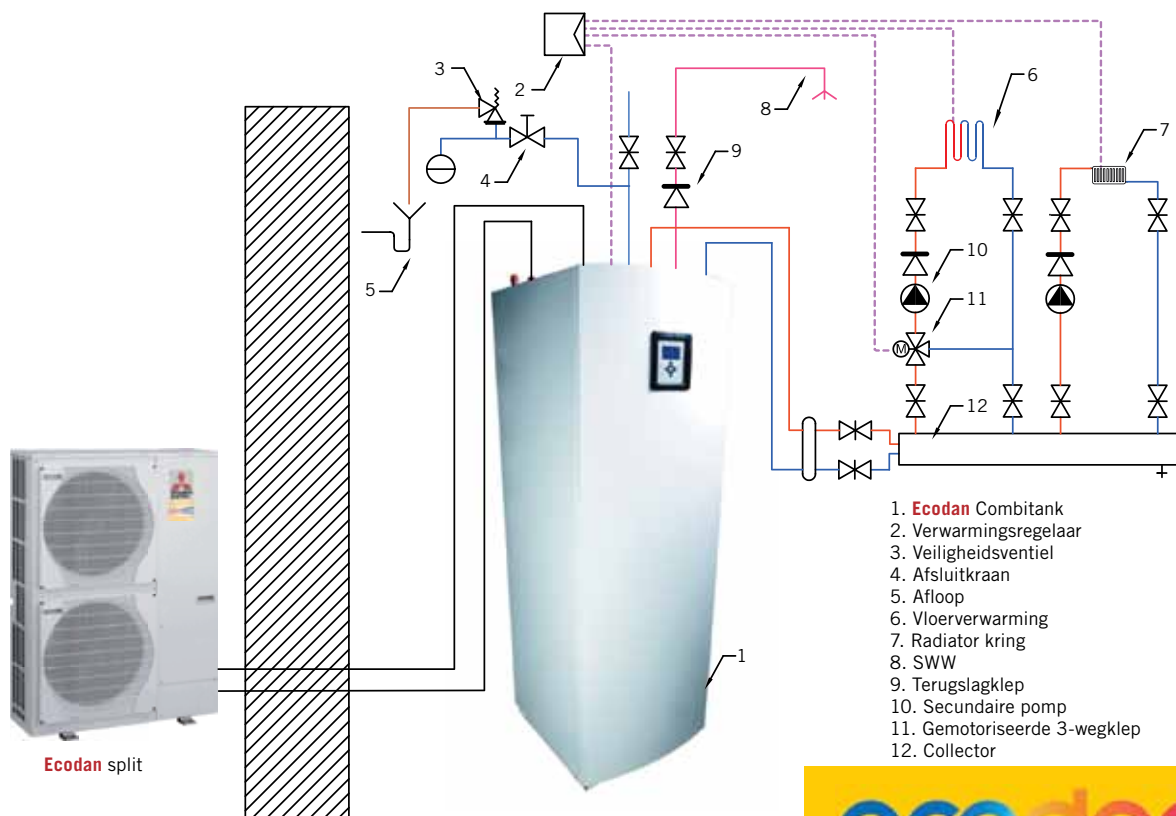 2
3
6
7
8
4
9
10
5
11
12
M
1
1. Ecodan Combitank
2. Verwarmingsregelaar
3. Veiligheidsventiel
4. Afsluitkraan
5. Afloop
6. Vloerverwarming
7. Radiator kring
8. SWW
9. Terugslagklep
10. Secundaire pomp
11. Gemotoriseerde 3-wegklep
12. Collector
Ecodan split